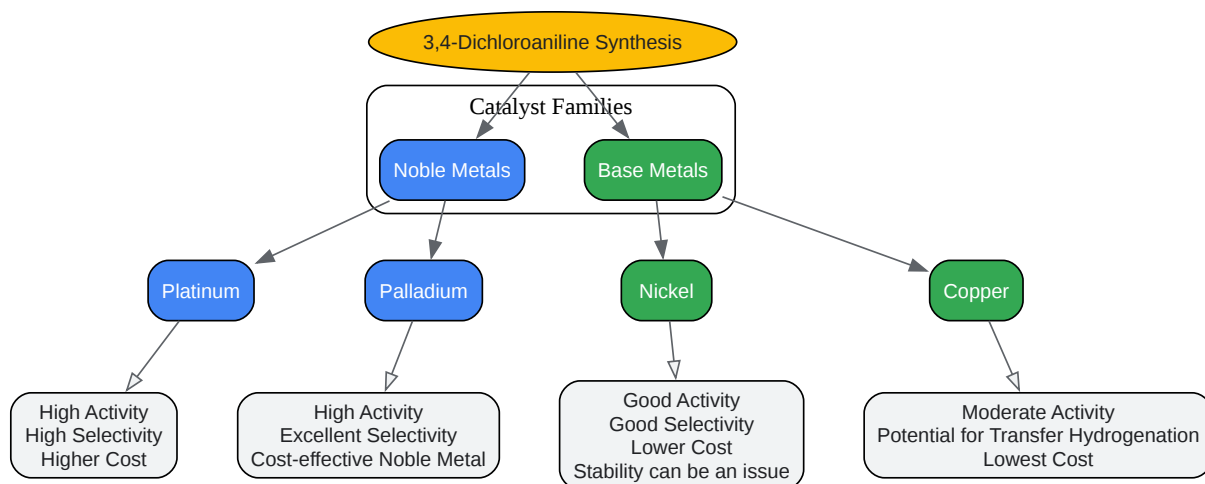 3,4-Dichloroaniline Synthesis
Catalyst Families
Noble Metals
Base Metals
Platinum
Palladium
Nickel
Copper
High Activity
High Selectivity
Higher Cost
High Activity
Excellent Selectivity
Cost-effective Noble Metal
Good Activity
Good Selectivity
Lower Cost
Stability can be an issue
Moderate Activity
Potential for Transfer Hydrogenation
Lowest Cost